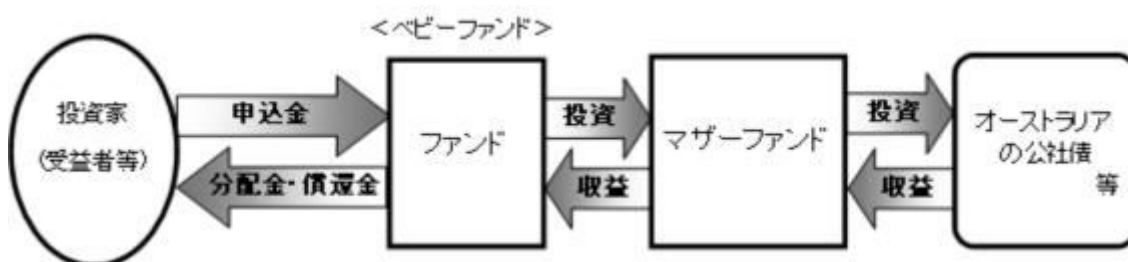 <ベビーファンド>
投資家
(受益者等)
申込金
分配金・償還金
ファンド
投資
収益
マザーファンド
投資
収益
オーストラリア
の公社債
等